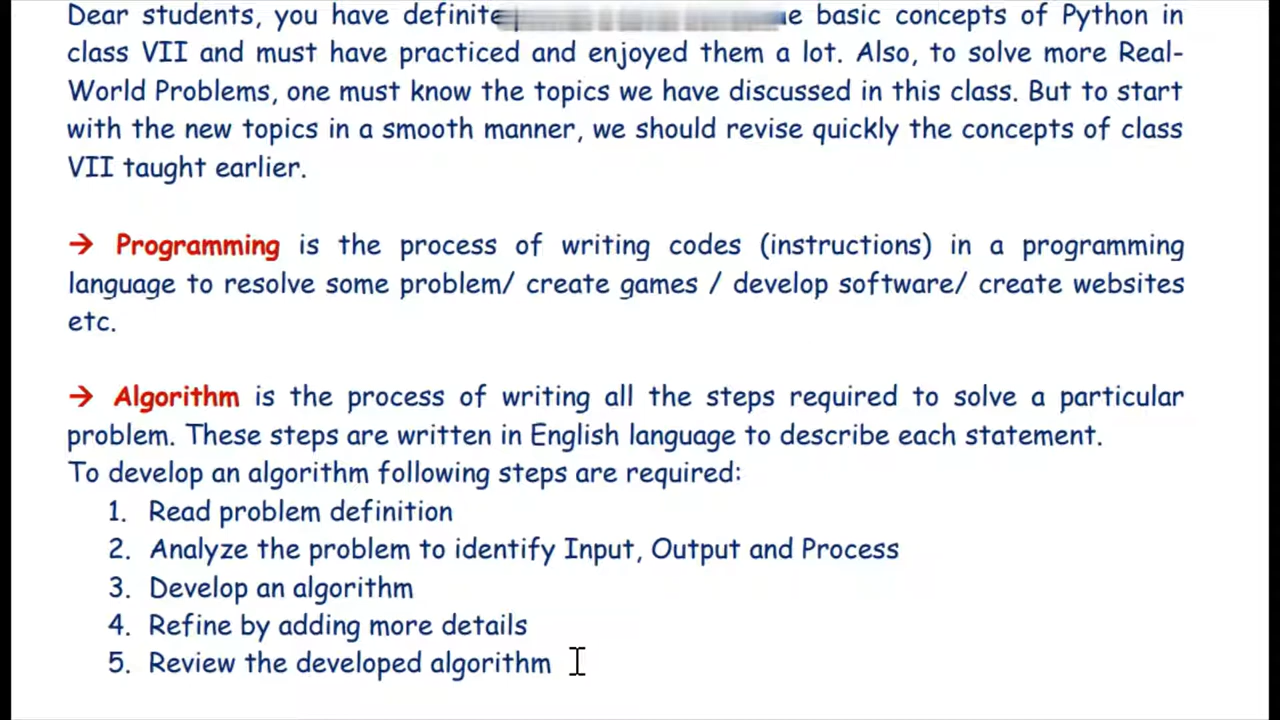 Dear students, you have definite e basic concepts of Python in
class VII and must have practiced and enjoyed them a lot. Also, to solve more Real-
World Problems, one must know the topics we have discussed in this class. But to start
with the new topics in a smooth manner, we should revise quickly the concepts of class
VII taught earlier.
→ Programming is the process of writing codes (instructions) in a programming
language to resolve some problem/ create games / develop software/ create websites
etc.
→ Algorithm is the process of writing all the steps required to solve a particular
problem. These steps are written in English language to describe each statement.
To develop an algorithm following steps are required:
1. Read problem definition
2. Analyze the problem to identify Input, Output and Process
3. Develop an algorithm
4. Refine by adding more details
5. Review the developed algorithm